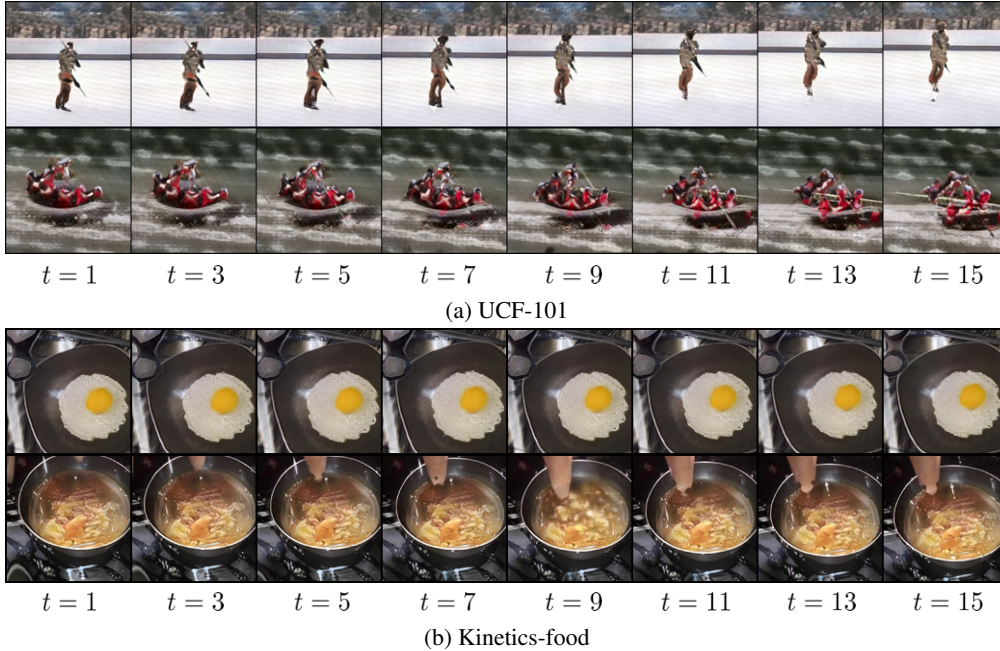 t = 1 t = 3 t = 5 t = 7 t = 9 t = 11 t = 13 t = 15
(a) UCF-101
t = 1 t = 3 t = 5 t = 7 t = 9 t = 11 t = 13 t = 15
(b) Kinetics-food